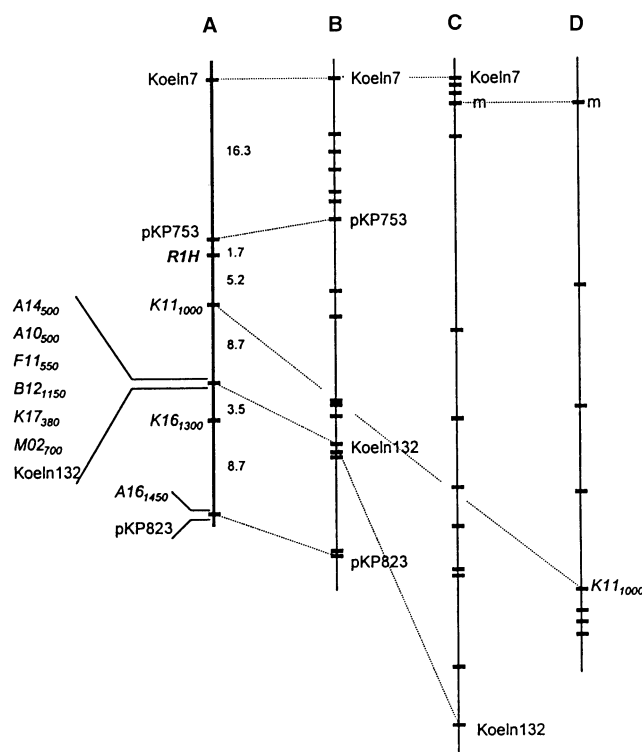 A B C D
Koeln7 Koeln7 Koeln7
m m
16.3
pKP753 pKP753
R1H 1.7
5.2
A14500 K111000
A10500
8.7
F11550
B121150
K17380 K161300 3.5
M02700 Koeln132
Koeln132 8.7
A161450
pKP823 pKP823
K111000
Koeln132